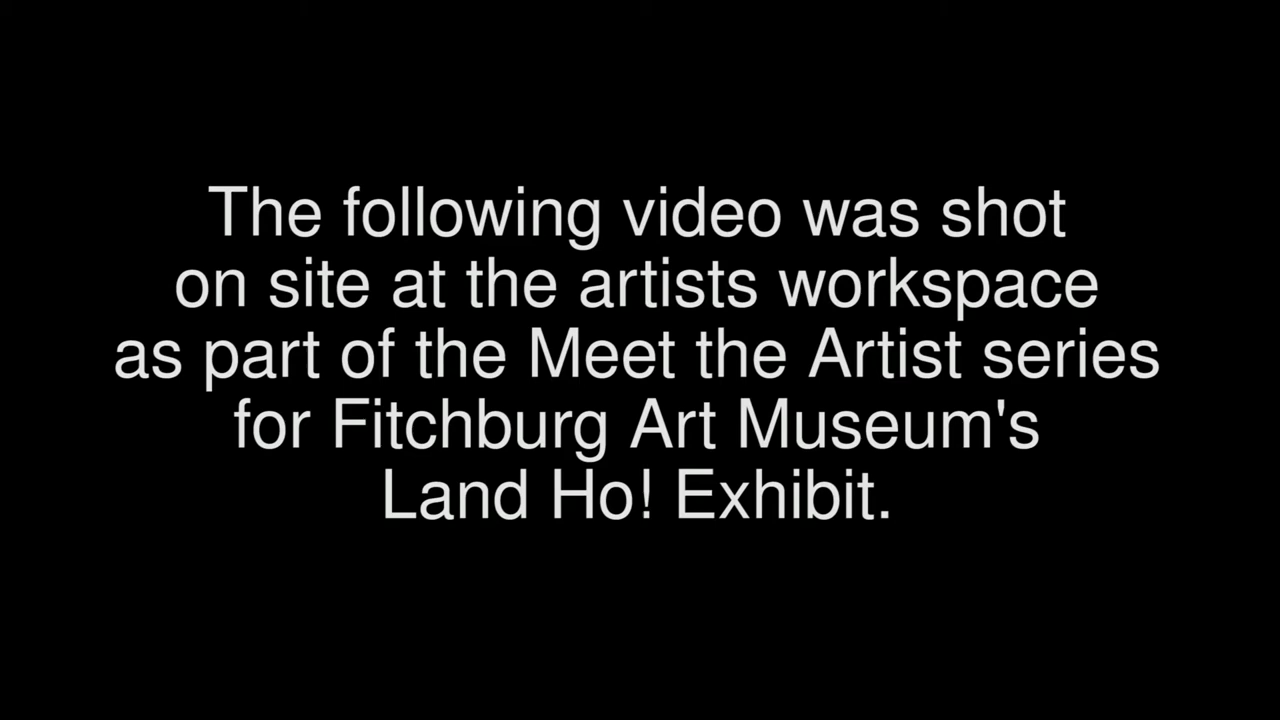 The following video was shot
on site at the artists workspace
as part of the Meet the Artist series
for Fitchburg Art Museum's
Land Ho! Exhibit.